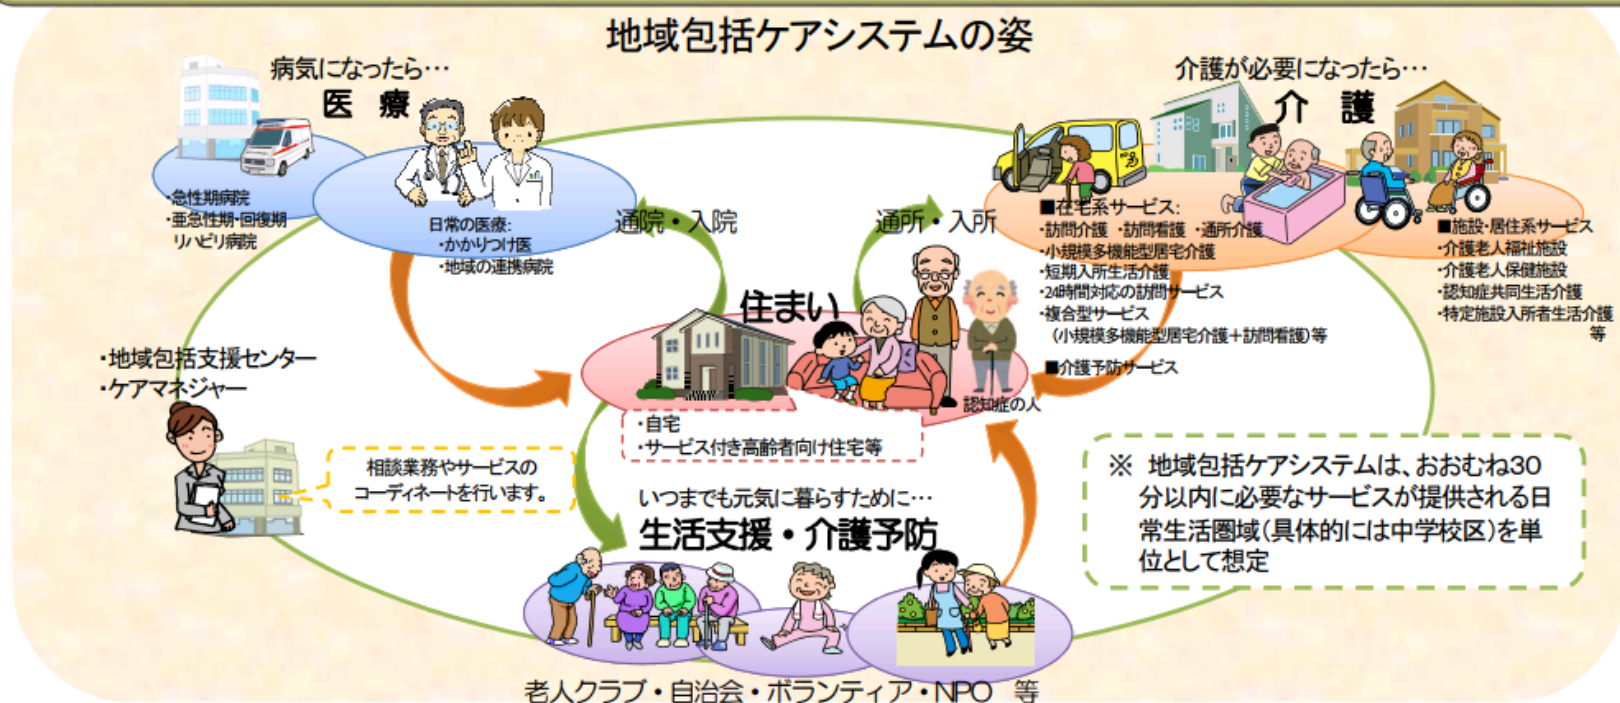 地域包括ケアシステムの姿
病気になったら…
医 療
・急性期病院
・亜急性期・回復期
リハビリ病院
日常の医療:
・かかりつけ医
・地域の連携病院
通院・入院
通所・入所
介護が必要になったら…
介 護
■在宅系サービス:
・訪問介護 ・訪問看護 ・通所介護
・小規模多機能型居宅介護
・短期入所生活介護
・24時間対応の訪問サービス
・複合型サービス
(小規模多機能型居宅介護+訪問看護)等
■介護予防サービス
■施設・居住系サービス
・介護老人福祉施設
・介護老人保健施設
・認知症共同生活介護
・特定施設入所者生活介護
等
住まい
認知症の人
・自宅
・サービス付き高齢者向け住宅等
・地域包括支援センター
・ケアマネジャー
相談業務やサービスの
コーディネートを行います。
いつまでも元気に暮らすために…
生活支援・介護予防
老人クラブ・自治会・ボランティア・NPO 等
※ 地域包括ケアシステムは、おおむね30
分以内に必要なサービスが提供される日
常生活圏域(具体的には中学校区)を単
位として想定